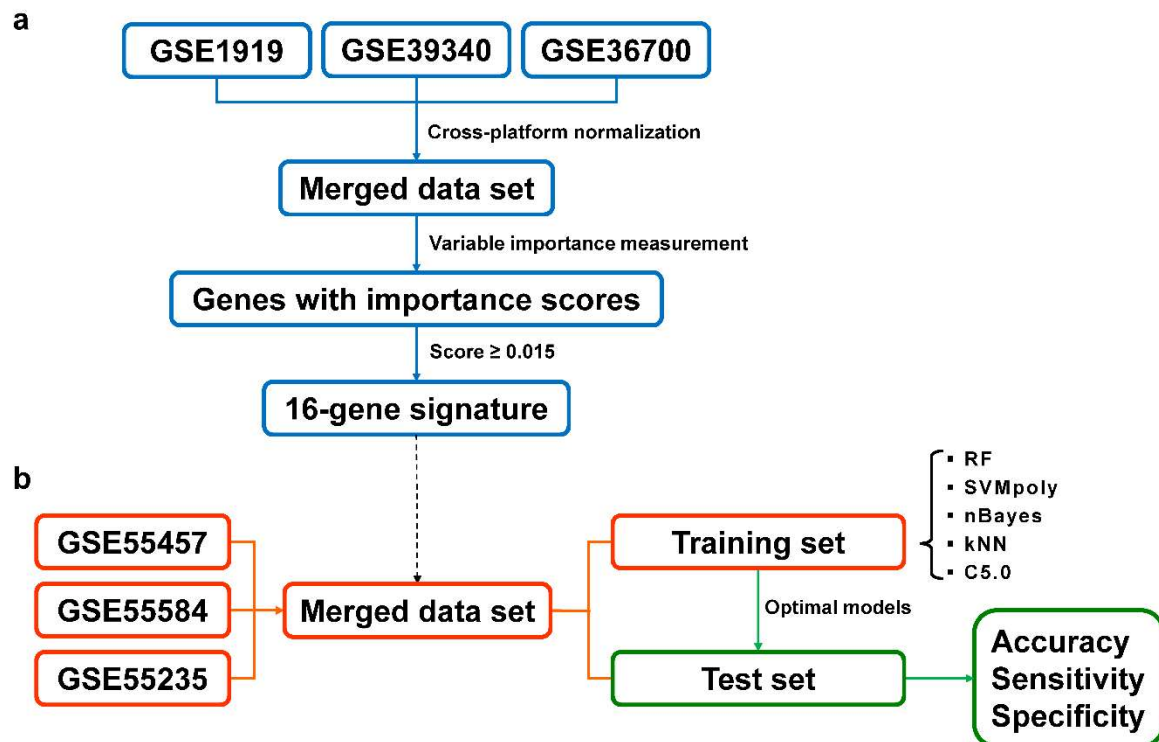 a
GSE1919 GSE39340 GSE36700
Cross-platform normalization
Merged data set
Variable importance measurement
Genes with importance scores
Score ≥ 0.015
16-gene signature
b
GSE55457
GSE55584
GSE55235
Merged data set
Training set
▪ RF
▪ SVMpoly
▪ nBayes
▪ kNN
▪ C5.0
Optimal models
Test set
Accuracy
Sensitivity
Specificity